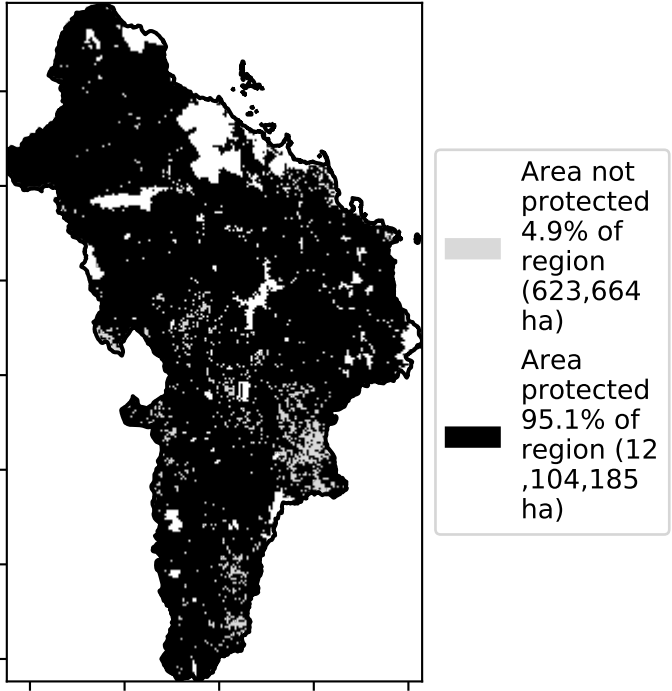 Area not
protected
4.9% of
region
(623,664
ha)
Area
protected
95.1% of
region (12
,104,185
ha)